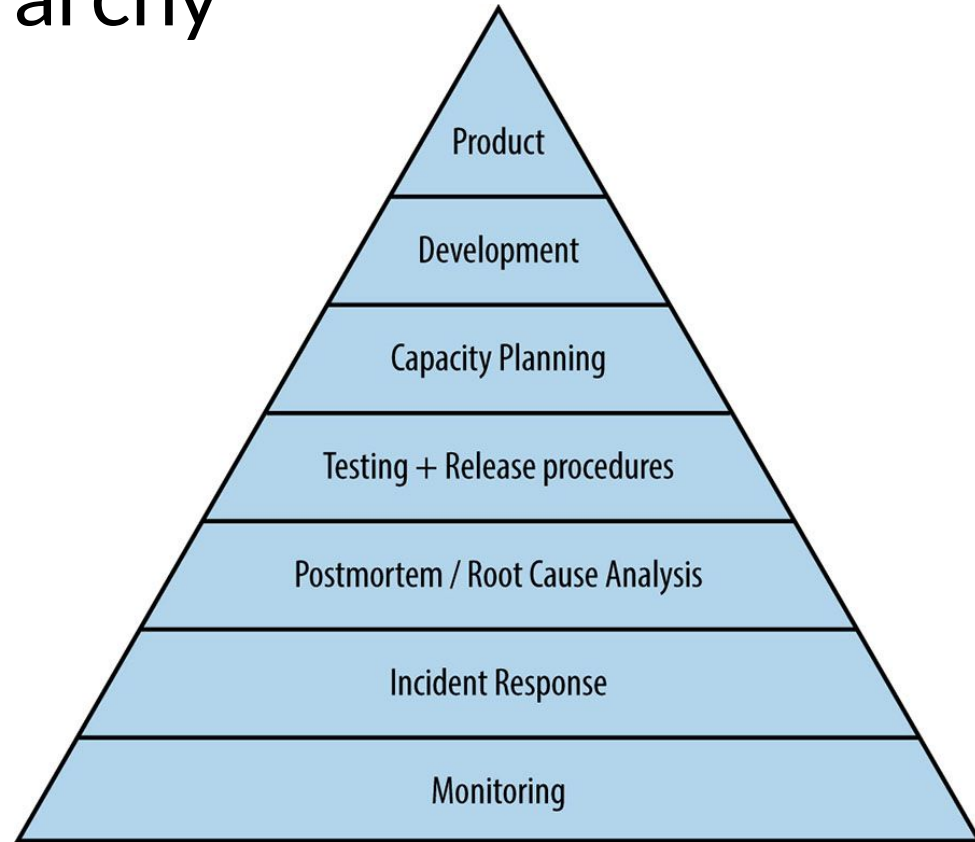 archy
Product
Development
Capacity Planning
Testing + Release procedures
Postmortem / Root Cause Analysis
Incident Response
Monitoring